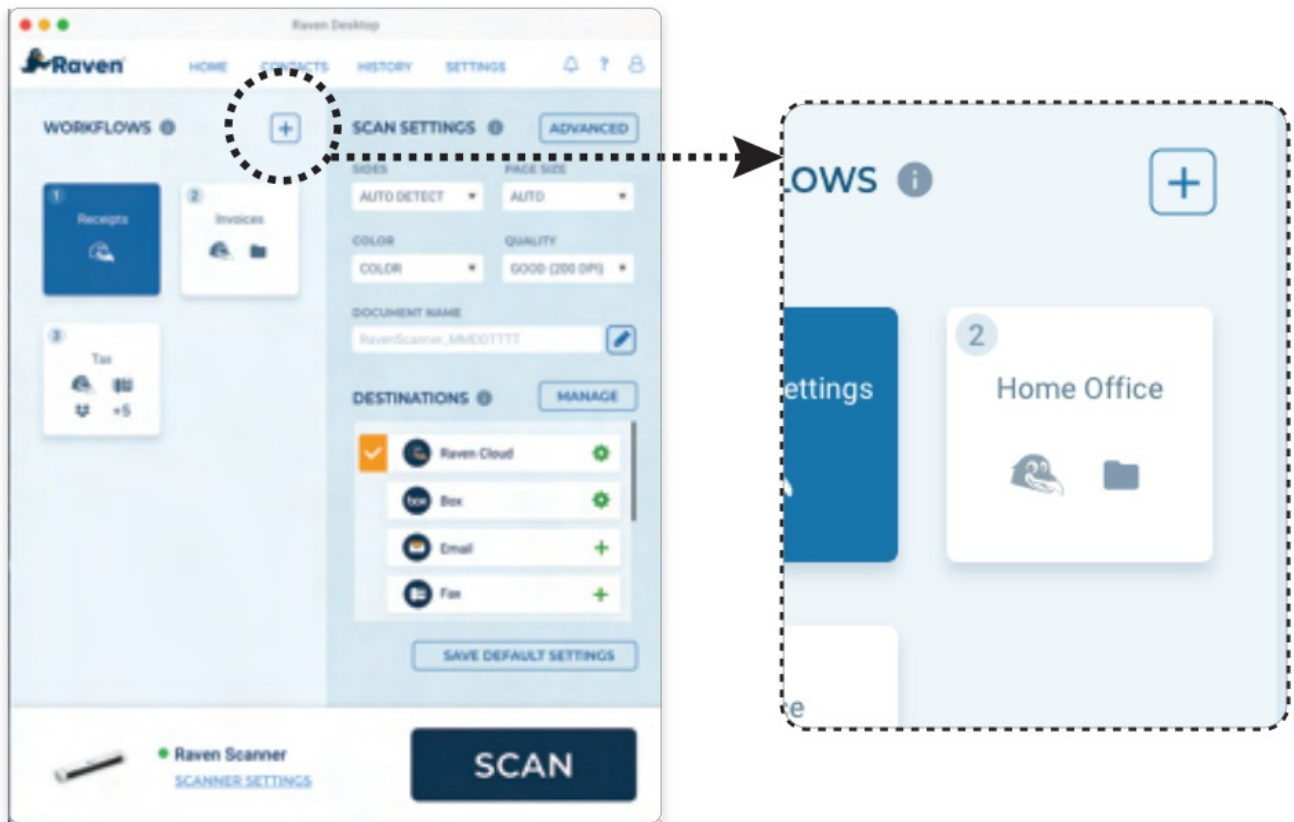 Raven Desktop
Raven
HOME CONTACTS HISTORY SETTINGS ?
WORKFLOWS i +
1
Receipts
2
Invoices
3
Tax
+5
SCAN SETTINGS i ADVANCED
SIDES PAGE SIZE
AUTO DETECT AUTO
COLOR QUALITY
COLOR GOOD (200 DPI)
DOCUMENT NAME
RavenScanner_MMDDTTTT
DESTINATIONS i MANAGE
Raven Cloud
box Box
Email +
Fax +
SAVE DEFAULT SETTINGS
Raven Scanner
SCANNER SETTINGS
SCAN
LOWS i +
ettings
2
Home Office
ce